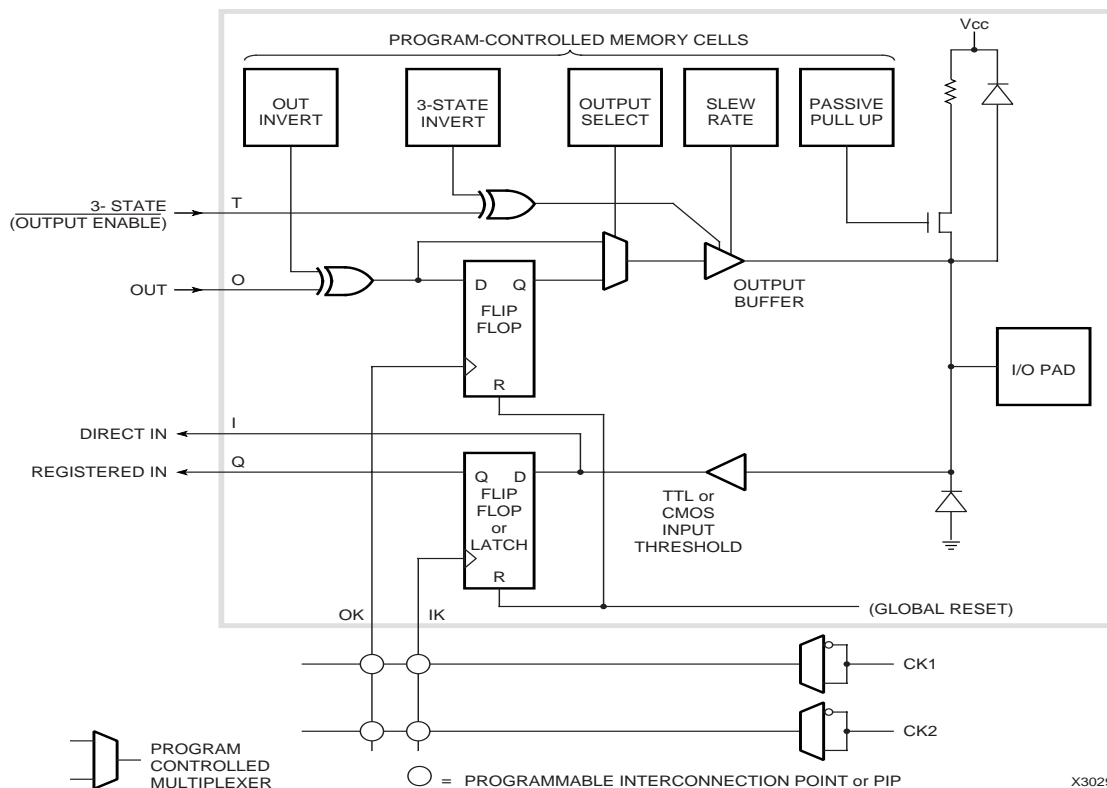 Vcc
PROGRAM-CONTROLLED MEMORY CELLS
OUT
INVERT
3-STATE
INVERT
OUTPUT
SELECT
SLEW
RATE
PASSIVE
PULL UP
3- STATE
(OUTPUT ENABLE)
T
OUT
O
D Q
FLIP
FLOP
R
OUTPUT
BUFFER
I/O PAD
DIRECT IN
I
REGISTERED IN
Q
Q D
FLIP
FLOP
or
LATCH
R
TTL or
CMOS
INPUT
THRESHOLD
(GLOBAL RESET)
OK
IK
CK1
CK2
PROGRAM
CONTROLLED
MULTIPLEXER
= PROGRAMMABLE INTERCONNECTION POINT or PIP
X3029